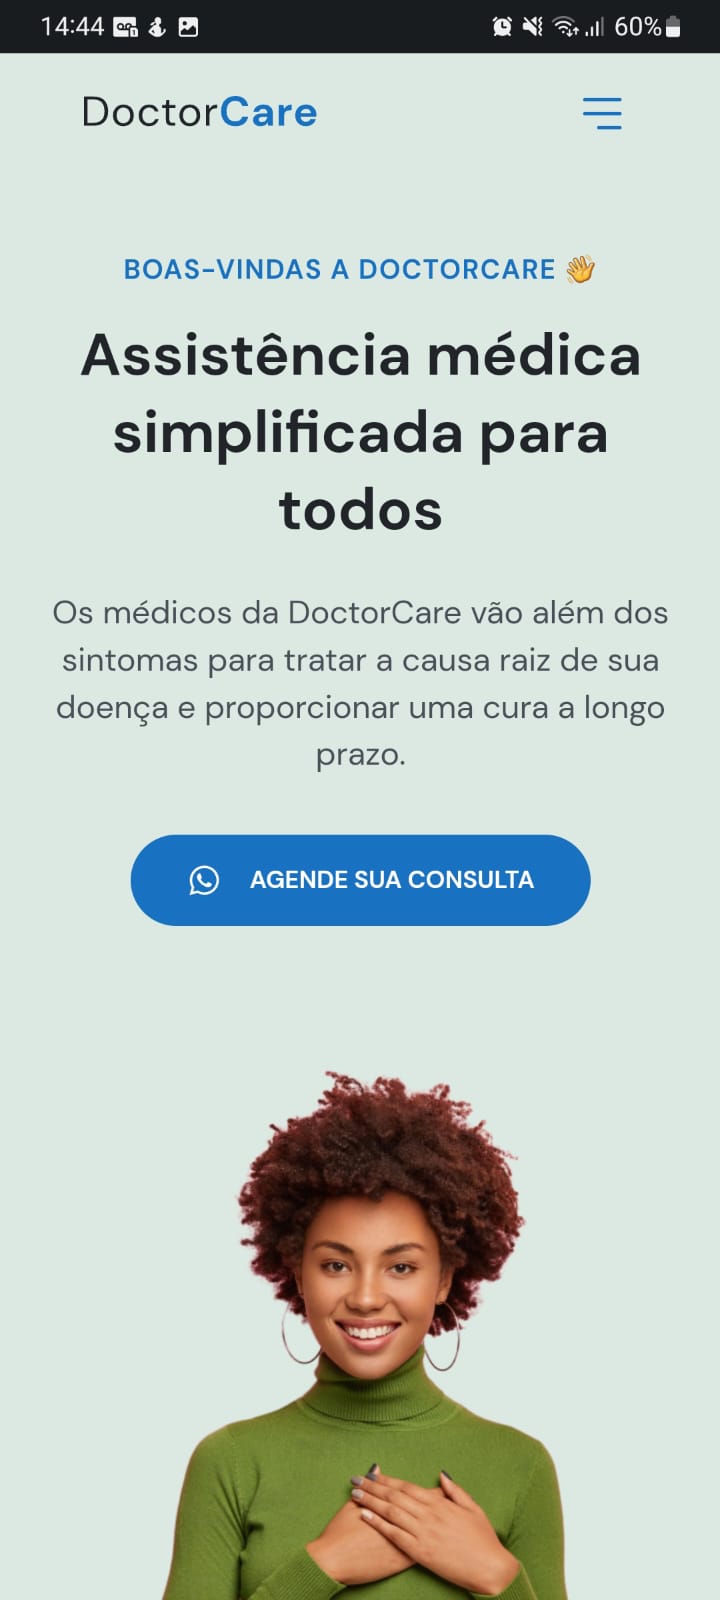 14:44 60%
DoctorCare
BOAS-VINDAS A DOCTORCARE 👋
Assistência médica
simplificada para
todos
Os médicos da DoctorCare vão além dos
sintomas para tratar a causa raiz de sua
doença e proporcionar uma cura a longo
prazo.
AGENDE SUA CONSULTA